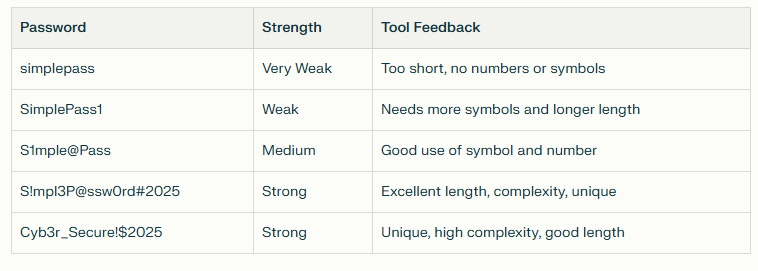 Password Strength Tool Feedback
simplepass Very Weak Too short, no numbers or symbols
SimplePass1 Weak Needs more symbols and longer length
S1mple@Pass Medium Good use of symbol and number
S!mpl3P@ssw0rd#2025 Strong Excellent length, complexity, unique
Cyb3r_Secure!$2025 Strong Unique, high complexity, good length